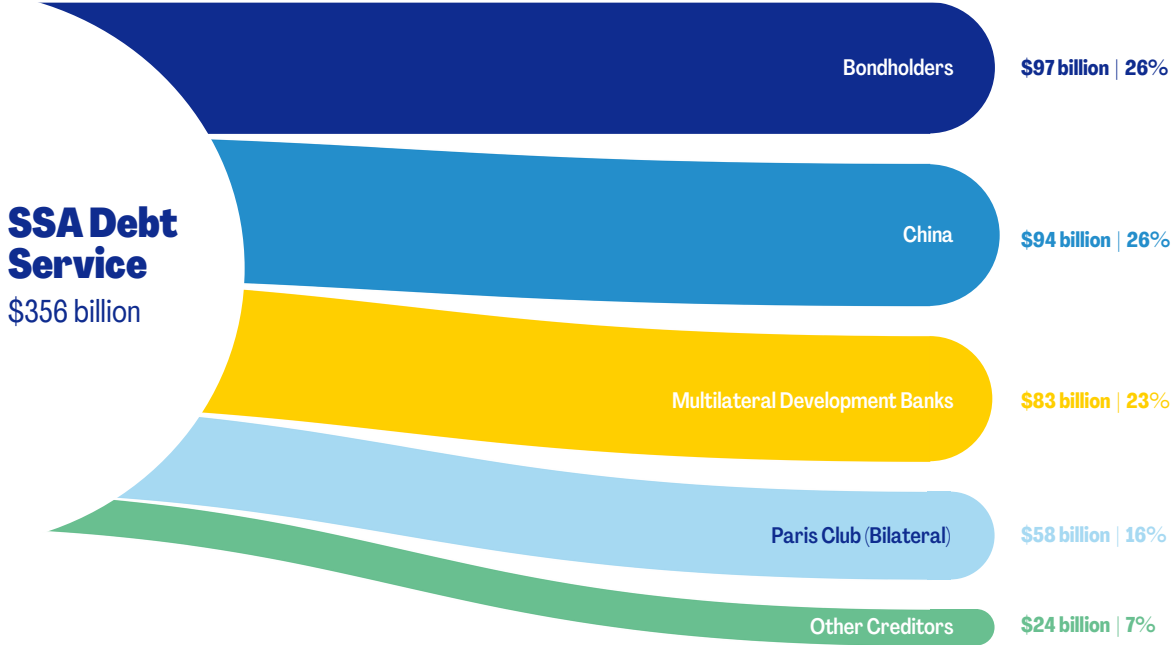 SSA Debt
Service
$356 billion
Bondholders
$97 billion | 26%
China
$94 billion | 26%
Multilateral Development Banks
$83 billion | 23%
Paris Club (Bilateral)
$58 billion | 16%
Other Creditors
$24 billion | 7%